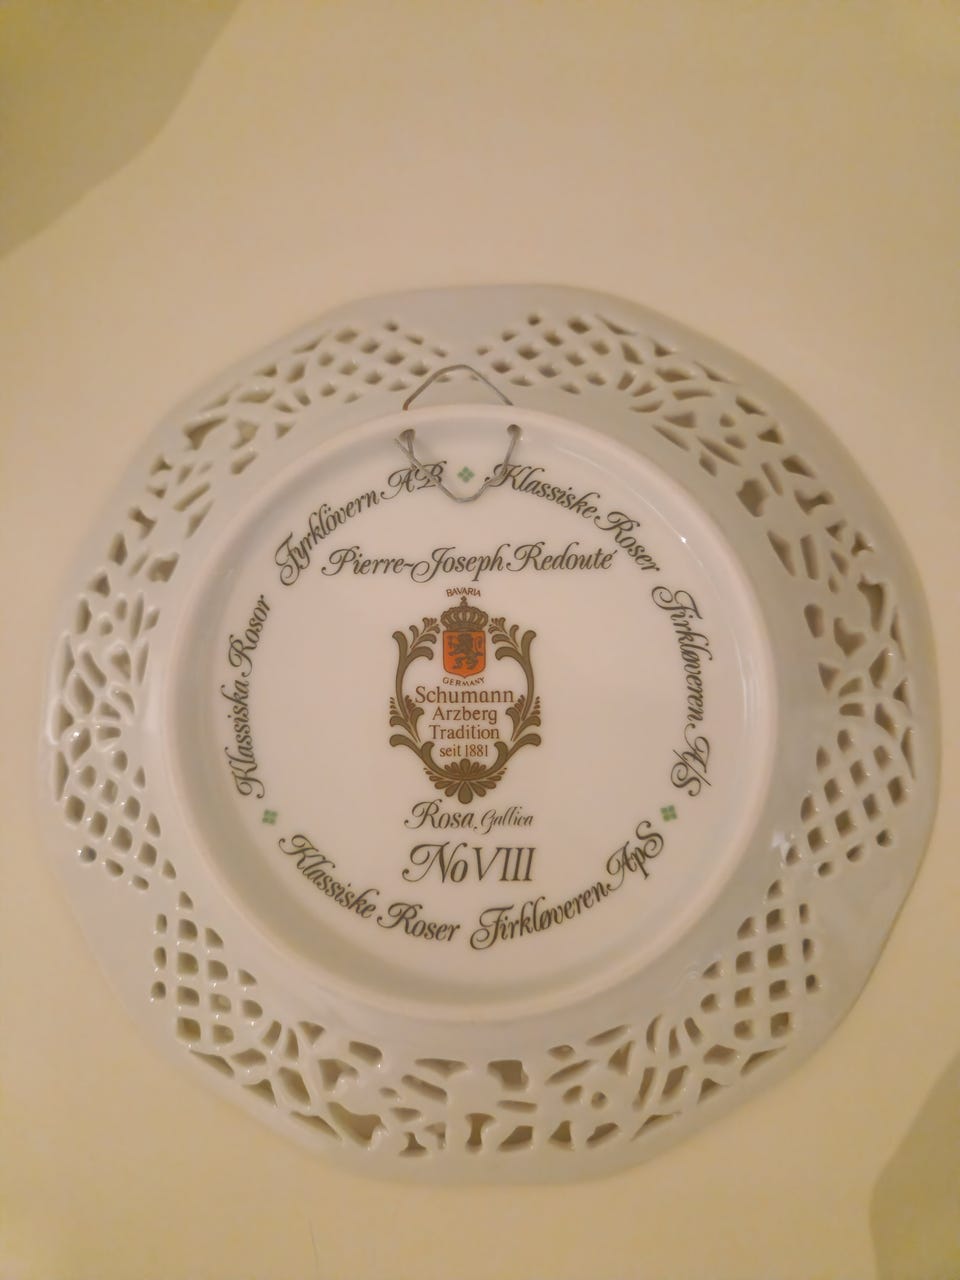 Klassiska Rosor Fyrklövern AB
Klassiske Roser Firkløveren A/S
Klassiske Roser Firkløveren ApS
Pierre-Joseph Redouté
BAVARIA
GERMANY
Schumann
Arzberg
Tradition
seit 1881
Rosa Gallica
No VIII